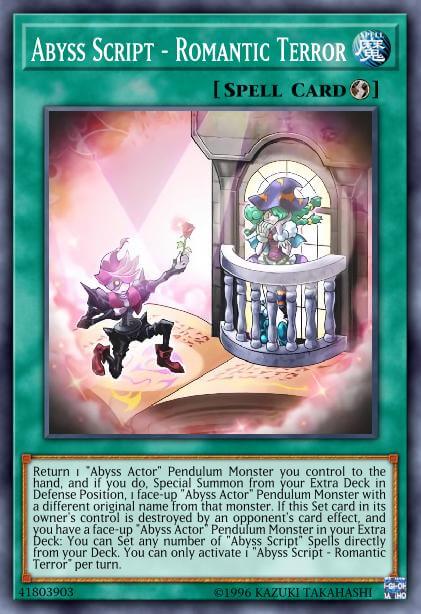 Abyss Script - Romantic Terror
SPELL
魔
[ Spell Card ]
Return 1 "Abyss Actor" Pendulum Monster you control to the
hand, and if you do, Special Summon from your Extra Deck in
Defense Position, 1 face-up "Abyss Actor" Pendulum Monster with
a different original name from that monster. If this Set card in its
owner's control is destroyed by an opponent's card effect, and
you have a face-up "Abyss Actor" Pendulum Monster in your Extra
Deck: You can Set any number of "Abyss Script" Spells directly
from your Deck. You can only activate 1 "Abyss Script - Romantic
Terror" per turn.
41803903
©1996 KAZUKI TAKAHASHI